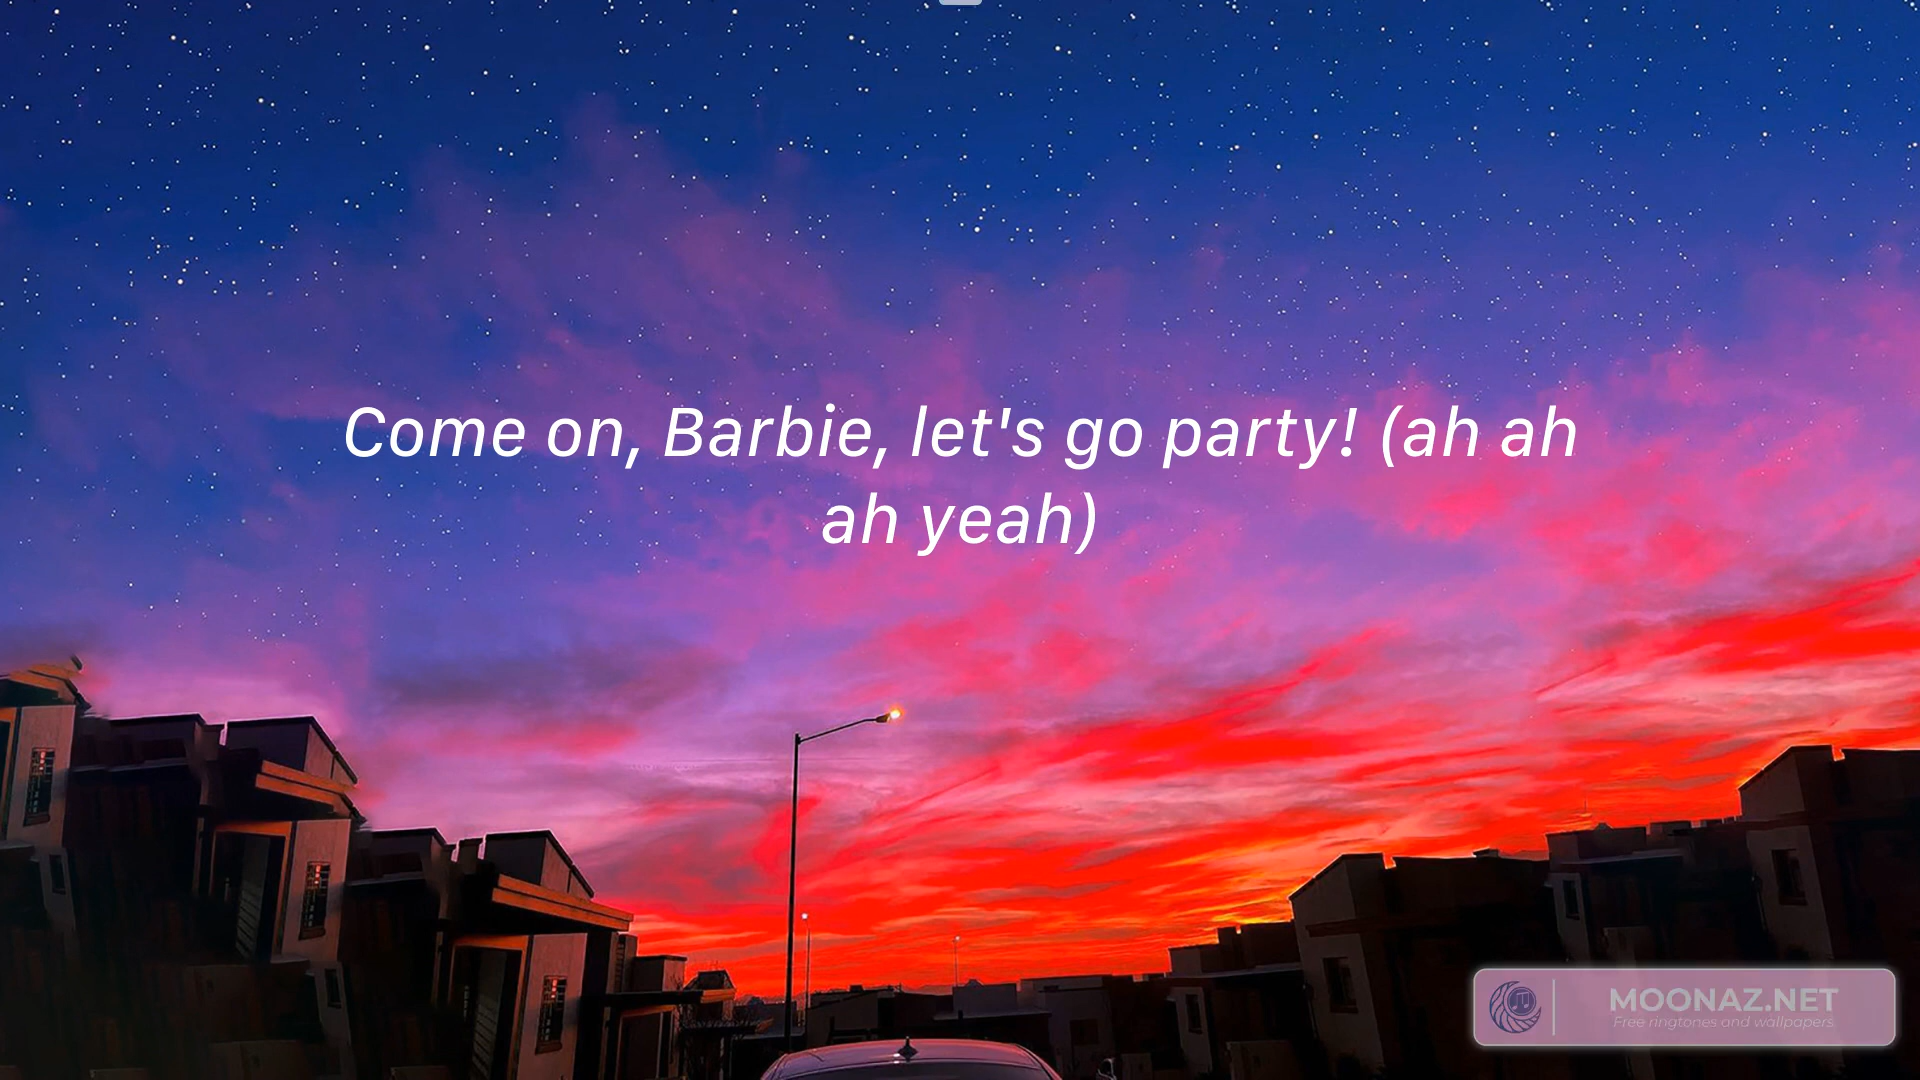 Come on, Barbie, let's go party! (ah ah
ah yeah)
MOONAZ.NET
Free ringtones and wallpapers